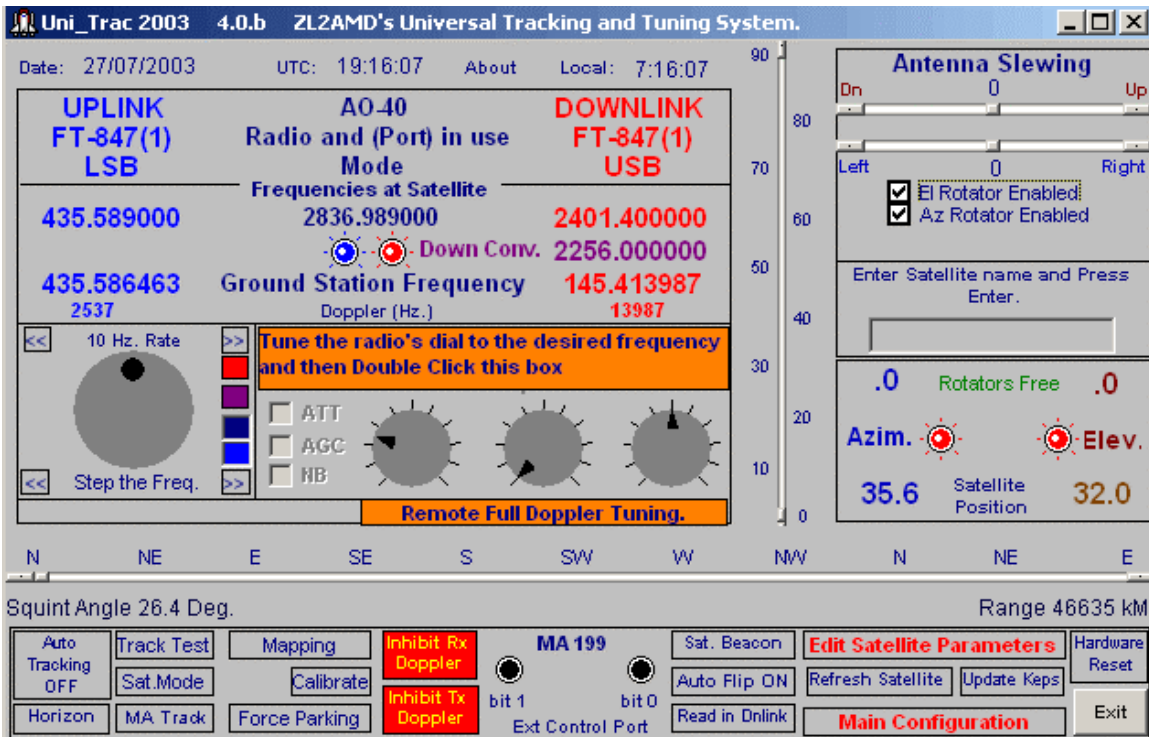 Uni_Trac 2003 4.0.b ZL2AMD's Universal Tracking and Tuning System.
Date: 27/07/2003 UTC: 19:16:07 About Local: 7:16:07
UPLINK AO-40 DOWNLINK
FT-847(1) Radio and (Port) in use FT-847(1)
LSB Mode USB
Frequencies at Satellite
435.589000 2836.989000 2401.400000
Down Conv. 2256.000000
435.586463 Ground Station Frequency 145.413987
2537 Doppler (Hz.) 13987
<< 10 Hz. Rate >>
Tune the radio's dial to the desired frequency
and then Double Click this box
ATT
AGC
NB
<< Step the Freq. >>
Remote Full Doppler Tuning.
90
80
70
60
50
40
30
20
10
0
Antenna Slewing
Dn 0 Up
Left 0 Right
El Rotator Enabled
Az Rotator Enabled
Enter Satellite name and Press
Enter.
.0 Rotators Free .0
Azim. Elev.
35.6 Satellite Position 32.0
N NE E SE S SW W NW N NE E
Squint Angle 26.4 Deg. Range 46635 kM
Auto Tracking OFF
Horizon
Track Test
Sat.Mode
MA Track
Mapping
Calibrate
Force Parking
Inhibit Rx Doppler
Inhibit Tx Doppler
MA 199
bit 1 bit 0
Ext Control Port
Sat. Beacon
Auto Flip ON
Read in Dnlink
Edit Satellite Parameters
Refresh Satellite Update Keps
Main Configuration
Hardware Reset
Exit